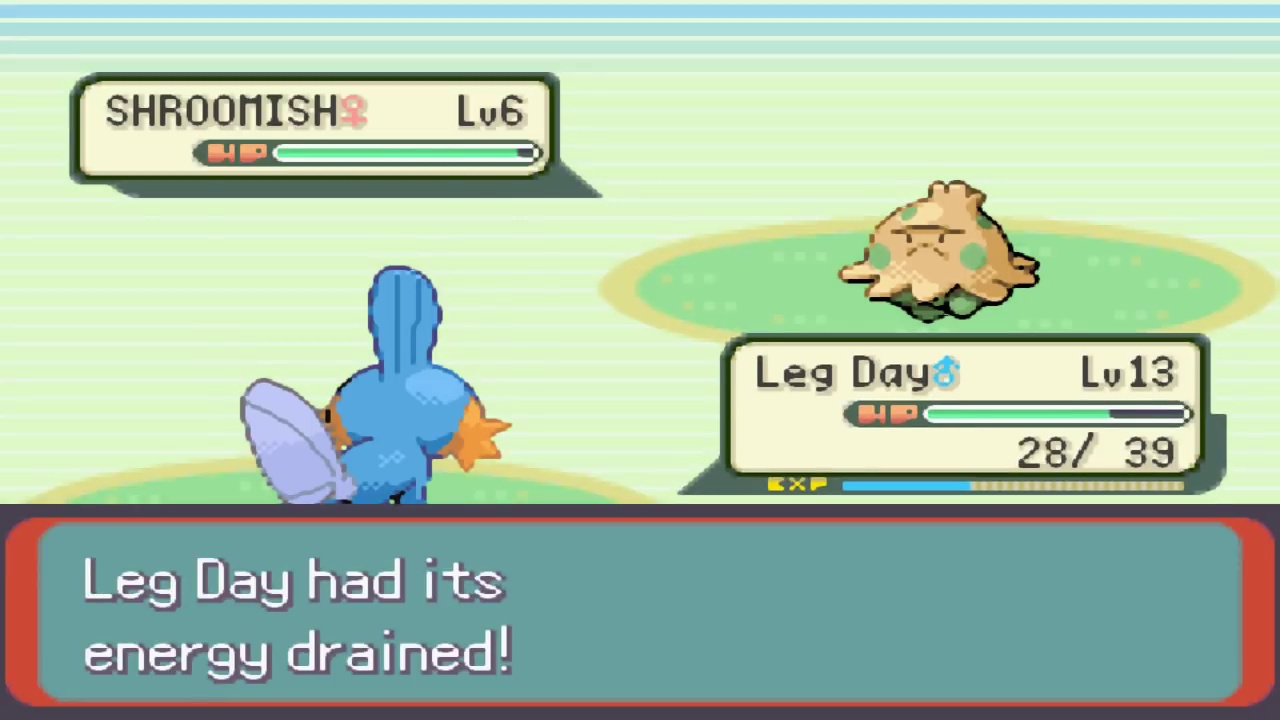 SHROOMISH♀ Lv6
HP
Leg Day♂ Lv13
HP
28/ 39
EXP
Leg Day had its
energy drained!